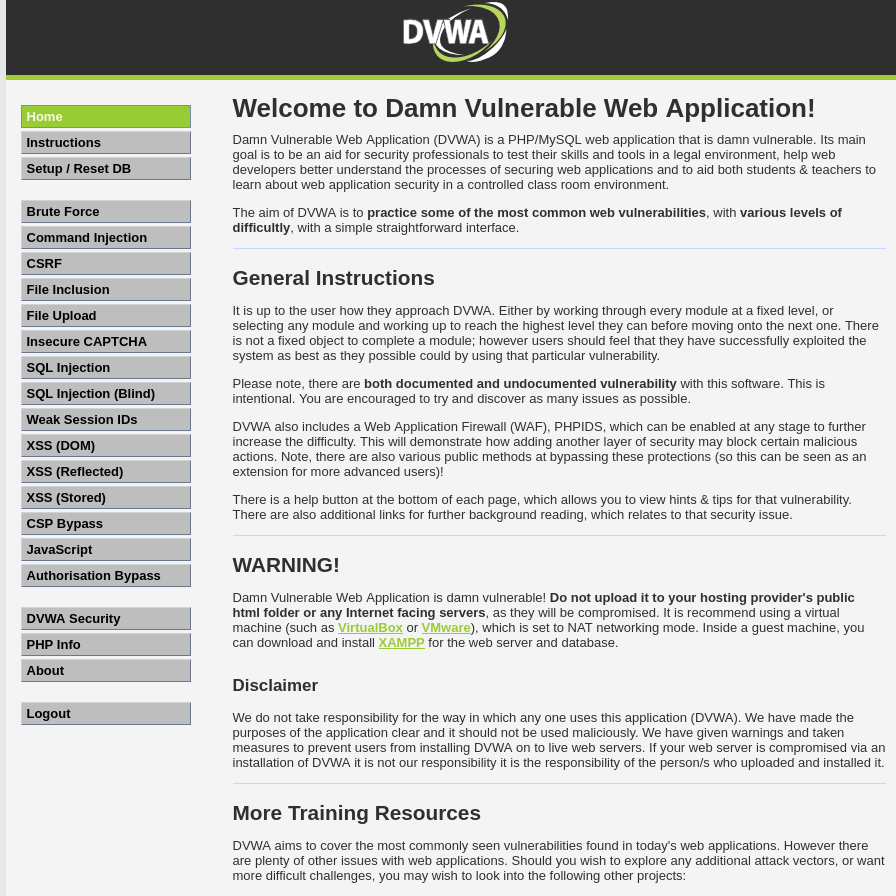 DVWA
Home
Instructions
Setup / Reset DB
Brute Force
Command Injection
CSRF
File Inclusion
File Upload
Insecure CAPTCHA
SQL Injection
SQL Injection (Blind)
Weak Session IDs
XSS (DOM)
XSS (Reflected)
XSS (Stored)
CSP Bypass
JavaScript
Authorisation Bypass
DVWA Security
PHP Info
About
Logout
Welcome to Damn Vulnerable Web Application!
Damn Vulnerable Web Application (DVWA) is a PHP/MySQL web application that is damn vulnerable. Its main
goal is to be an aid for security professionals to test their skills and tools in a legal environment, help web
developers better understand the processes of securing web applications and to aid both students & teachers to
learn about web application security in a controlled class room environment.
The aim of DVWA is to practice some of the most common web vulnerabilities, with various levels of
difficultly, with a simple straightforward interface.
General Instructions
It is up to the user how they approach DVWA. Either by working through every module at a fixed level, or
selecting any module and working up to reach the highest level they can before moving onto the next one. There
is not a fixed object to complete a module; however users should feel that they have successfully exploited the
system as best as they possible could by using that particular vulnerability.
Please note, there are both documented and undocumented vulnerability with this software. This is
intentional. You are encouraged to try and discover as many issues as possible.
DVWA also includes a Web Application Firewall (WAF), PHPIDS, which can be enabled at any stage to further
increase the difficulty. This will demonstrate how adding another layer of security may block certain malicious
actions. Note, there are also various public methods at bypassing these protections (so this can be seen as an
extension for more advanced users)!
There is a help button at the bottom of each page, which allows you to view hints & tips for that vulnerability.
There are also additional links for further background reading, which relates to that security issue.
WARNING!
Damn Vulnerable Web Application is damn vulnerable! Do not upload it to your hosting provider's public
html folder or any Internet facing servers, as they will be compromised. It is recommend using a virtual
machine (such as VirtualBox or VMware), which is set to NAT networking mode. Inside a guest machine, you
can download and install XAMPP for the web server and database.
Disclaimer
We do not take responsibility for the way in which any one uses this application (DVWA). We have made the
purposes of the application clear and it should not be used maliciously. We have given warnings and taken
measures to prevent users from installing DVWA on to live web servers. If your web server is compromised via an
installation of DVWA it is not our responsibility it is the responsibility of the person/s who uploaded and installed it.
More Training Resources
DVWA aims to cover the most commonly seen vulnerabilities found in today's web applications. However there
are plenty of other issues with web applications. Should you wish to explore any additional attack vectors, or want
more difficult challenges, you may wish to look into the following other projects: